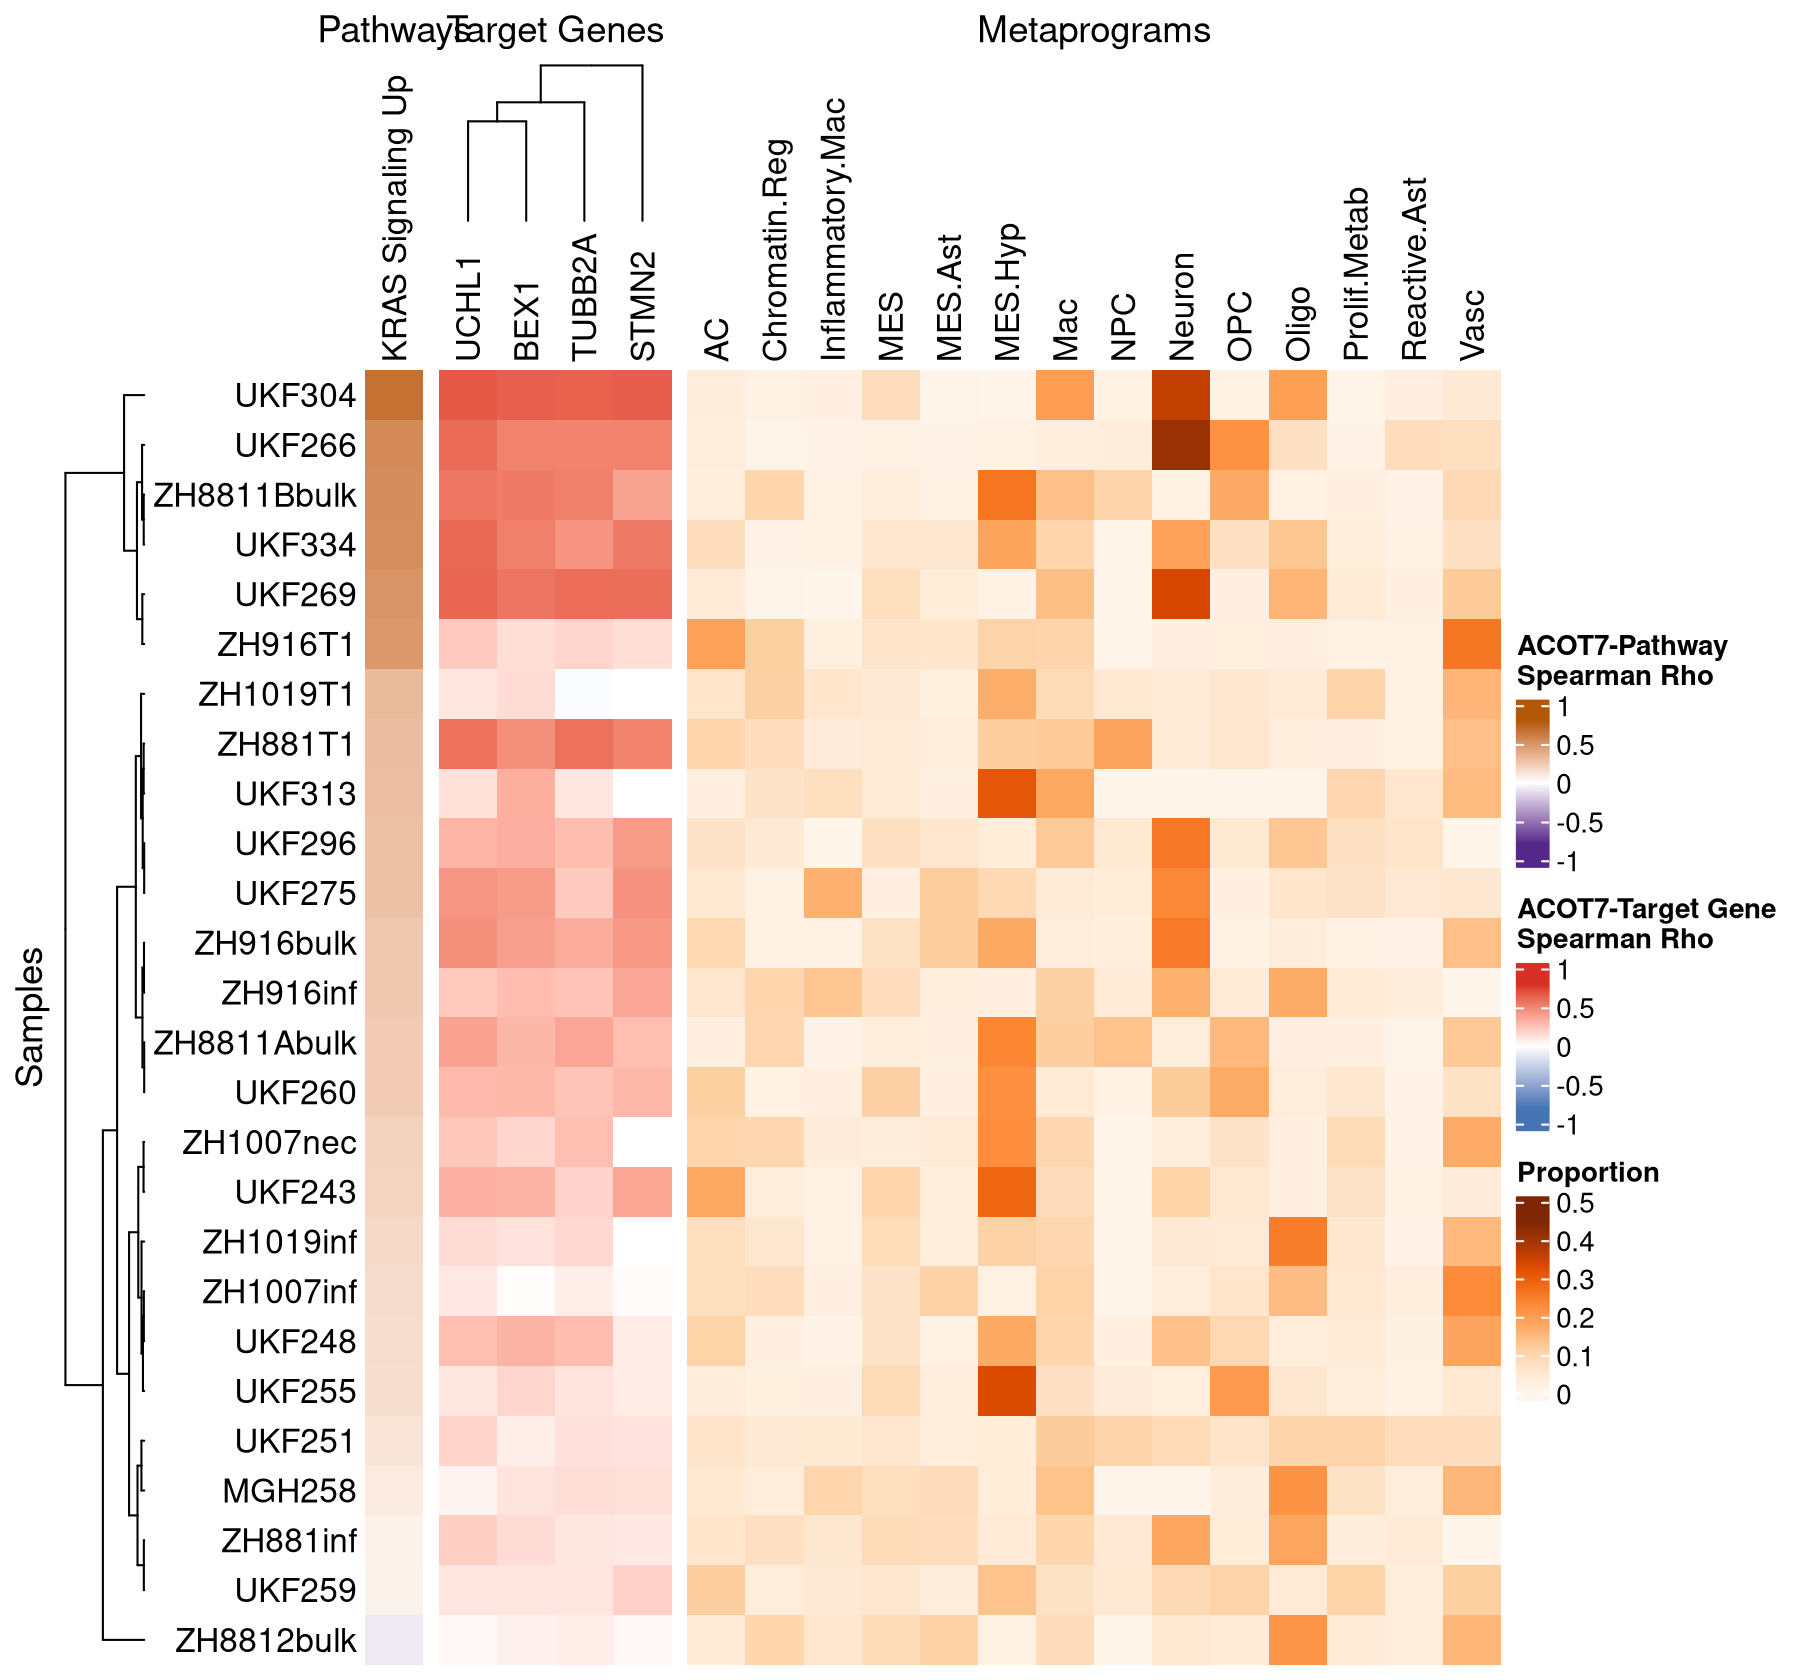 Pathways Target Genes Metaprograms
KRAS Signaling Up
UCHL1
BEX1
TUBB2A
STMN2
AC
Chromatin.Reg
Inflammatory.Mac
MES
MES.Ast
MES.Hyp
Mac
NPC
Neuron
OPC
Oligo
Prolif.Metab
Reactive.Ast
Vasc
Samples
UKF304
UKF266
ZH8811Bbulk
UKF334
UKF269
ZH916T1
ZH1019T1
ZH881T1
UKF313
UKF296
UKF275
ZH916bulk
ZH916inf
ZH8811Abulk
UKF260
ZH1007nec
UKF243
ZH1019inf
ZH1007inf
UKF248
UKF255
UKF251
MGH258
ZH881inf
UKF259
ZH8812bulk
ACOT7-Pathway
Spearman Rho
1
0.5
0
-0.5
-1
ACOT7-Target Gene
Spearman Rho
1
0.5
0
-0.5
-1
Proportion
0.5
0.4
0.3
0.2
0.1
0